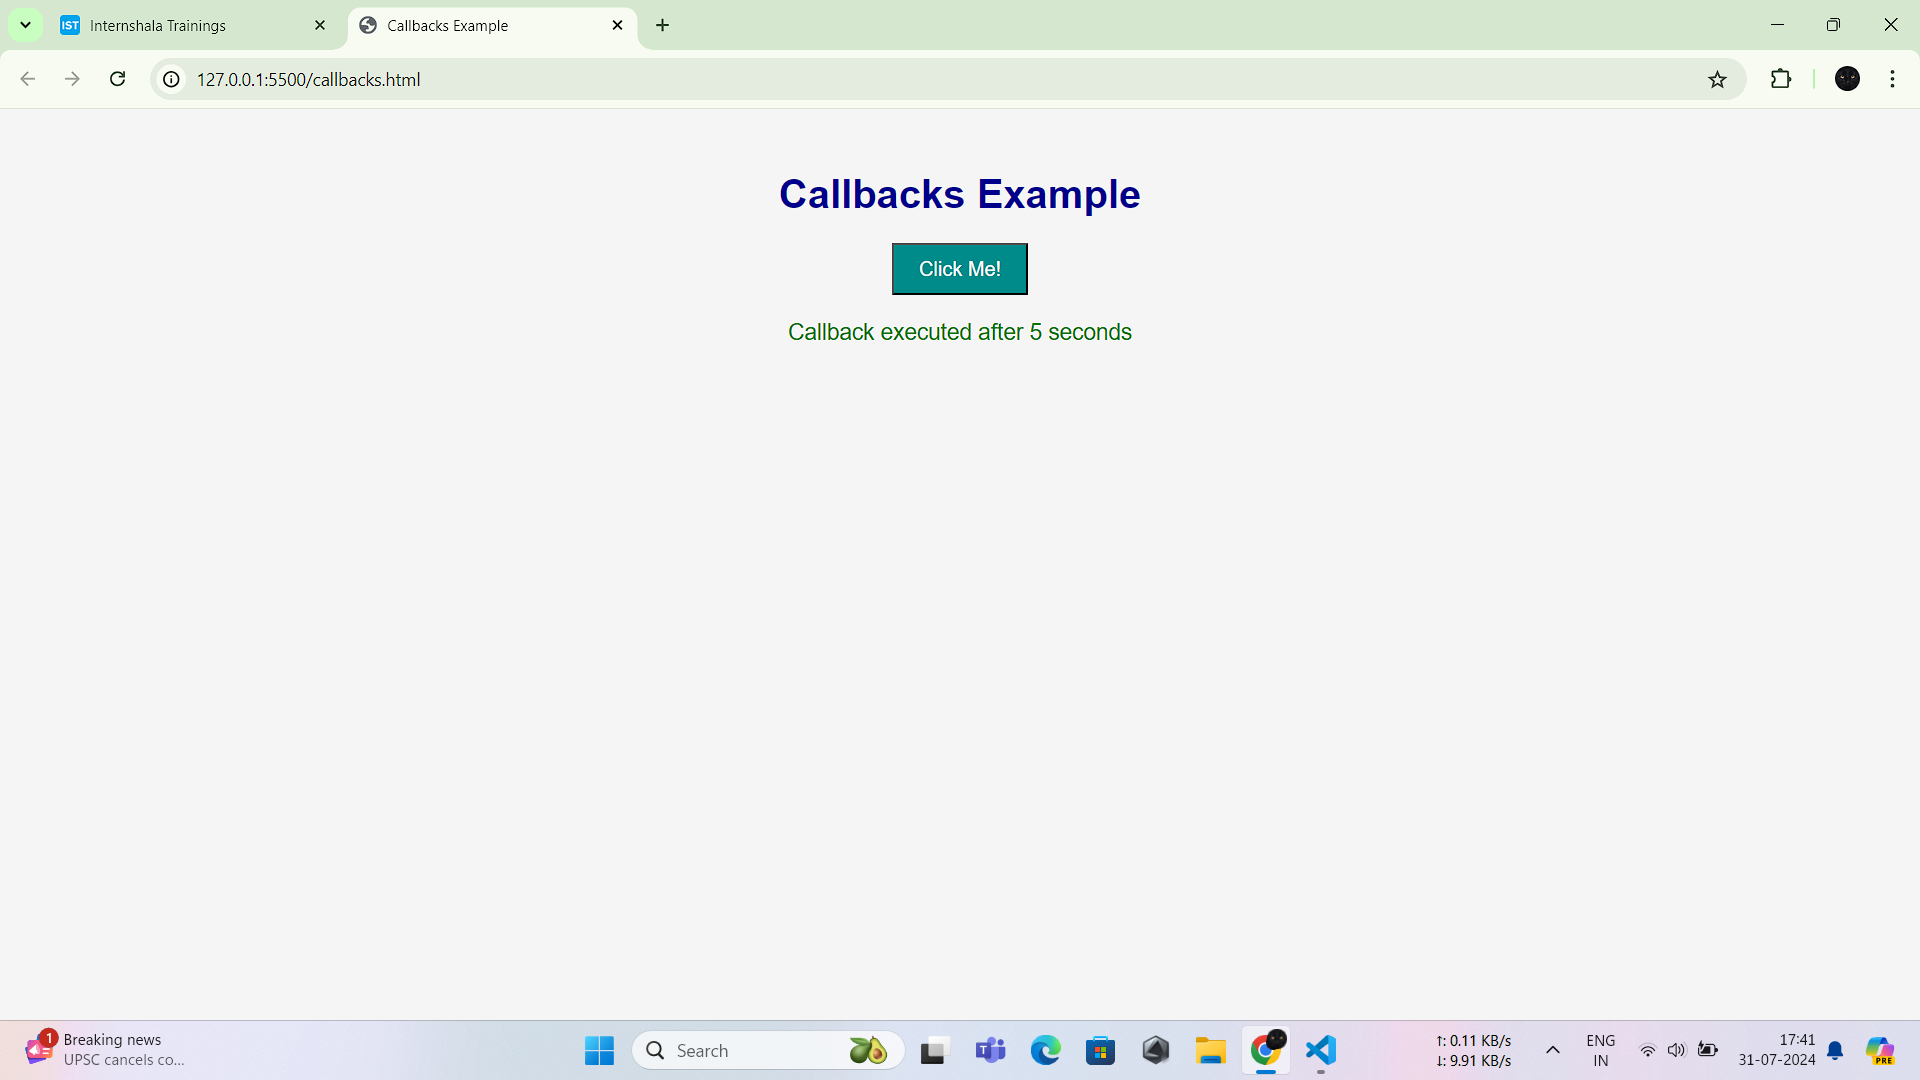 IST Internshala Trainings
Callbacks Example
127.0.0.1:5500/callbacks.html
Callbacks Example
Click Me!
Callback executed after 5 seconds
1
Breaking news
UPSC cancels co...
Search
T
↑: 0.11 KB/s
↓: 9.91 KB/s
ENG
IN
17:41
31-07-2024
PRE